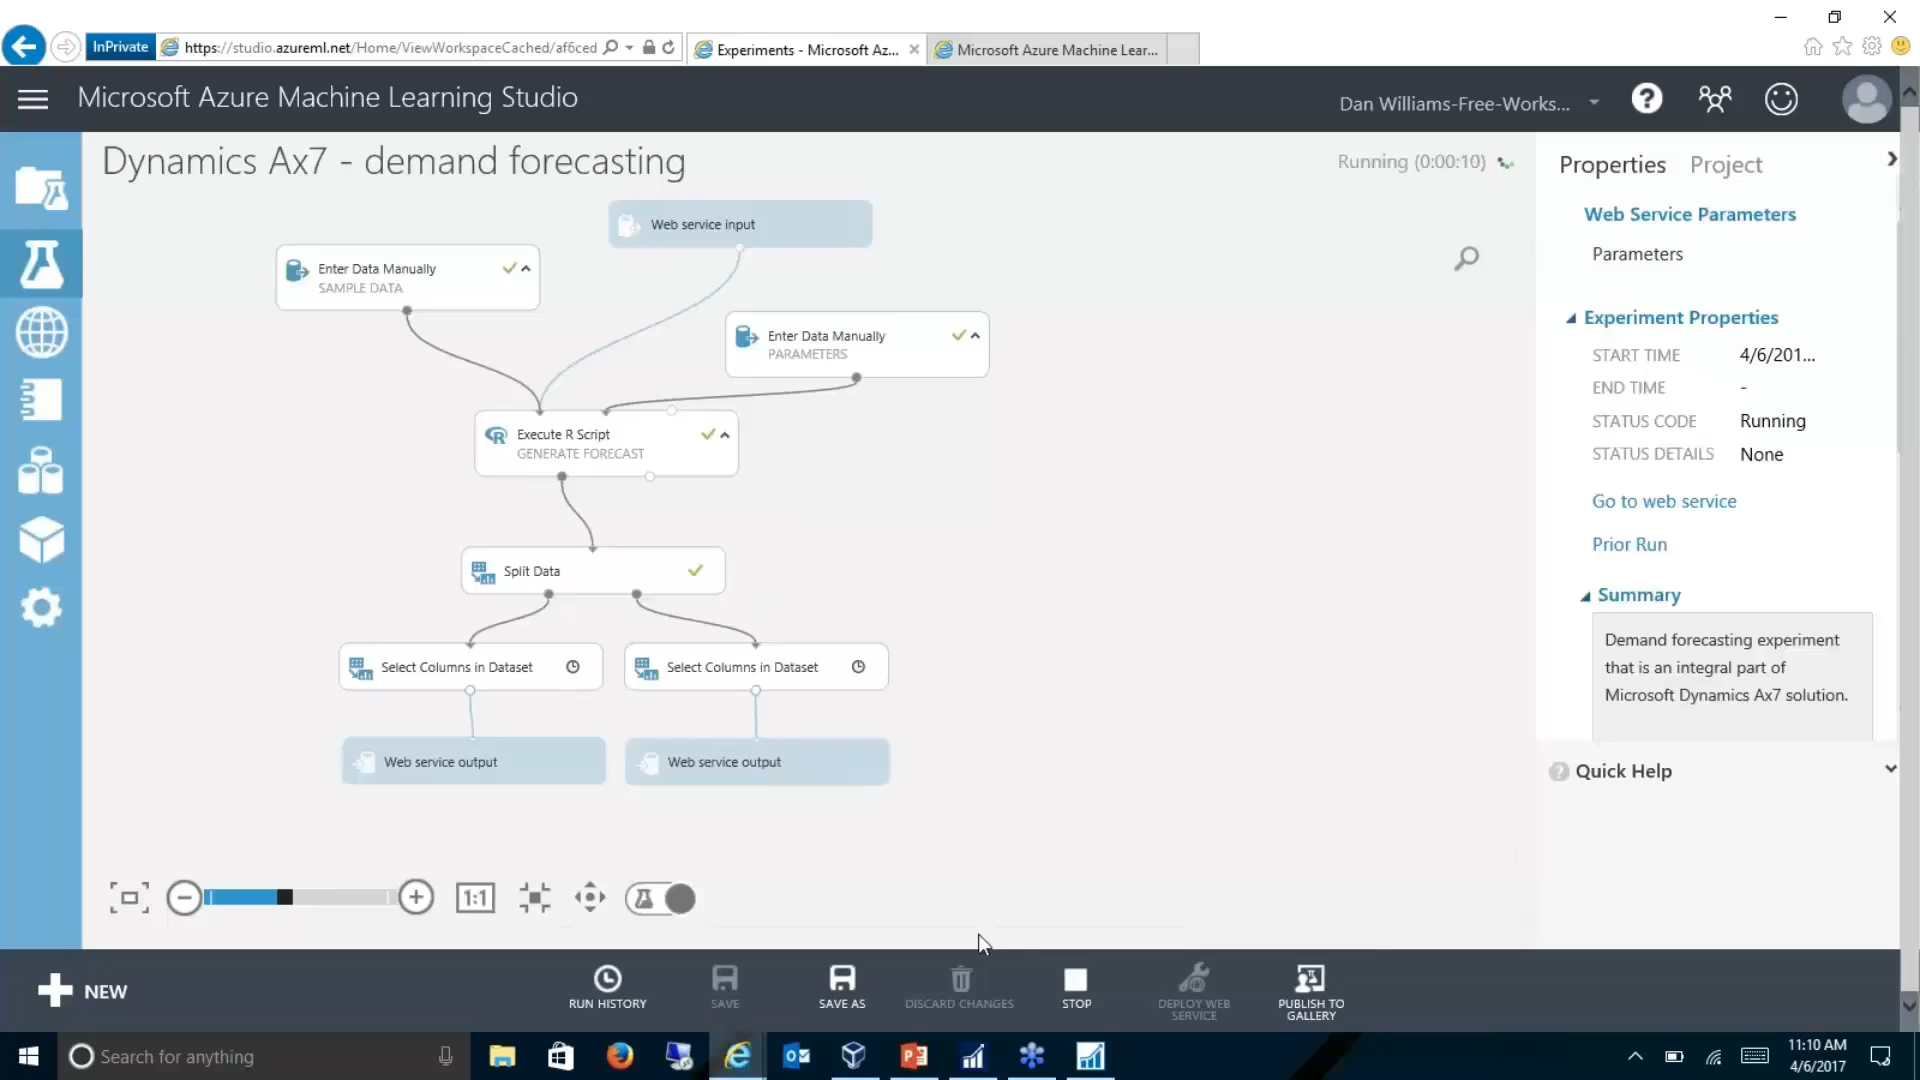 InPrivate
https://studio.azureml.net/Home/ViewWorkspaceCached/af6ced
Experiments - Microsoft Az...
Microsoft Azure Machine Lear...
Microsoft Azure Machine Learning Studio
Dan Williams-Free-Works...
Dynamics Ax7 - demand forecasting
Running (0:00:10)
Web service input
Enter Data Manually
SAMPLE DATA
Enter Data Manually
PARAMETERS
Execute R Script
GENERATE FORECAST
Split Data
Select Columns in Dataset
Select Columns in Dataset
Web service output
Web service output
1:1
Properties
Project
Web Service Parameters
Parameters
Experiment Properties
START TIME 4/6/201...
END TIME -
STATUS CODE Running
STATUS DETAILS None
Go to web service
Prior Run
Summary
Demand forecasting experiment
that is an integral part of
Microsoft Dynamics Ax7 solution.
Quick Help
NEW
RUN HISTORY
SAVE
SAVE AS
DISCARD CHANGES
STOP
DEPLOY WEB
SERVICE
PUBLISH TO
GALLERY
Search for anything
11:10 AM
4/6/2017